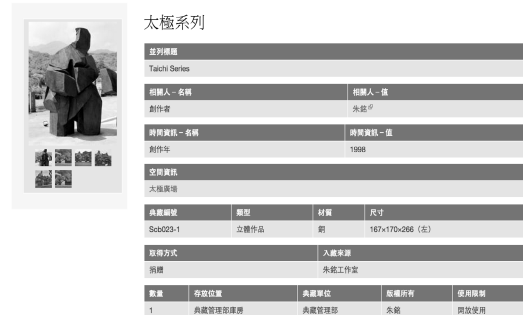 太極系列
並列標題
Taichi Series
相關人－名稱 相關人－值
創作者 朱銘
時間資訊－名稱 時間資訊－值
創作年 1998
空間資訊
太極廣場
典藏編號 類型 材質 尺寸
Scb023-1 立體作品 銅 167×170×266（左）
取得方式 入藏來源
捐贈 朱銘工作室
數量 存放位置 典藏單位 版權所有 使用限制
1 典藏管理部庫房 典藏管理部 朱銘 開放使用